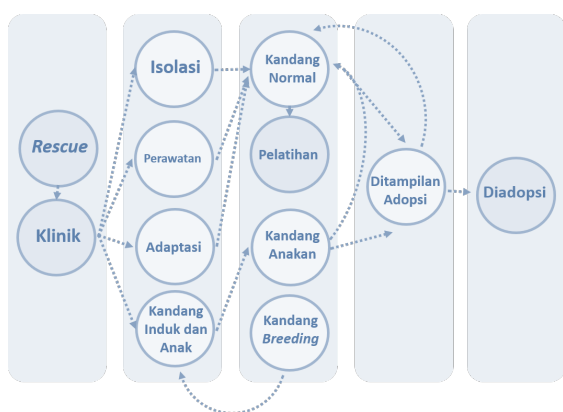 Rescue
Klinik
Isolasi
Perawatan
Adaptasi
Kandang
Induk dan
Anak
Kandang
Normal
Pelatihan
Kandang
Anakan
Kandang
Breeding
Ditampilan
Adopsi
Diadopsi